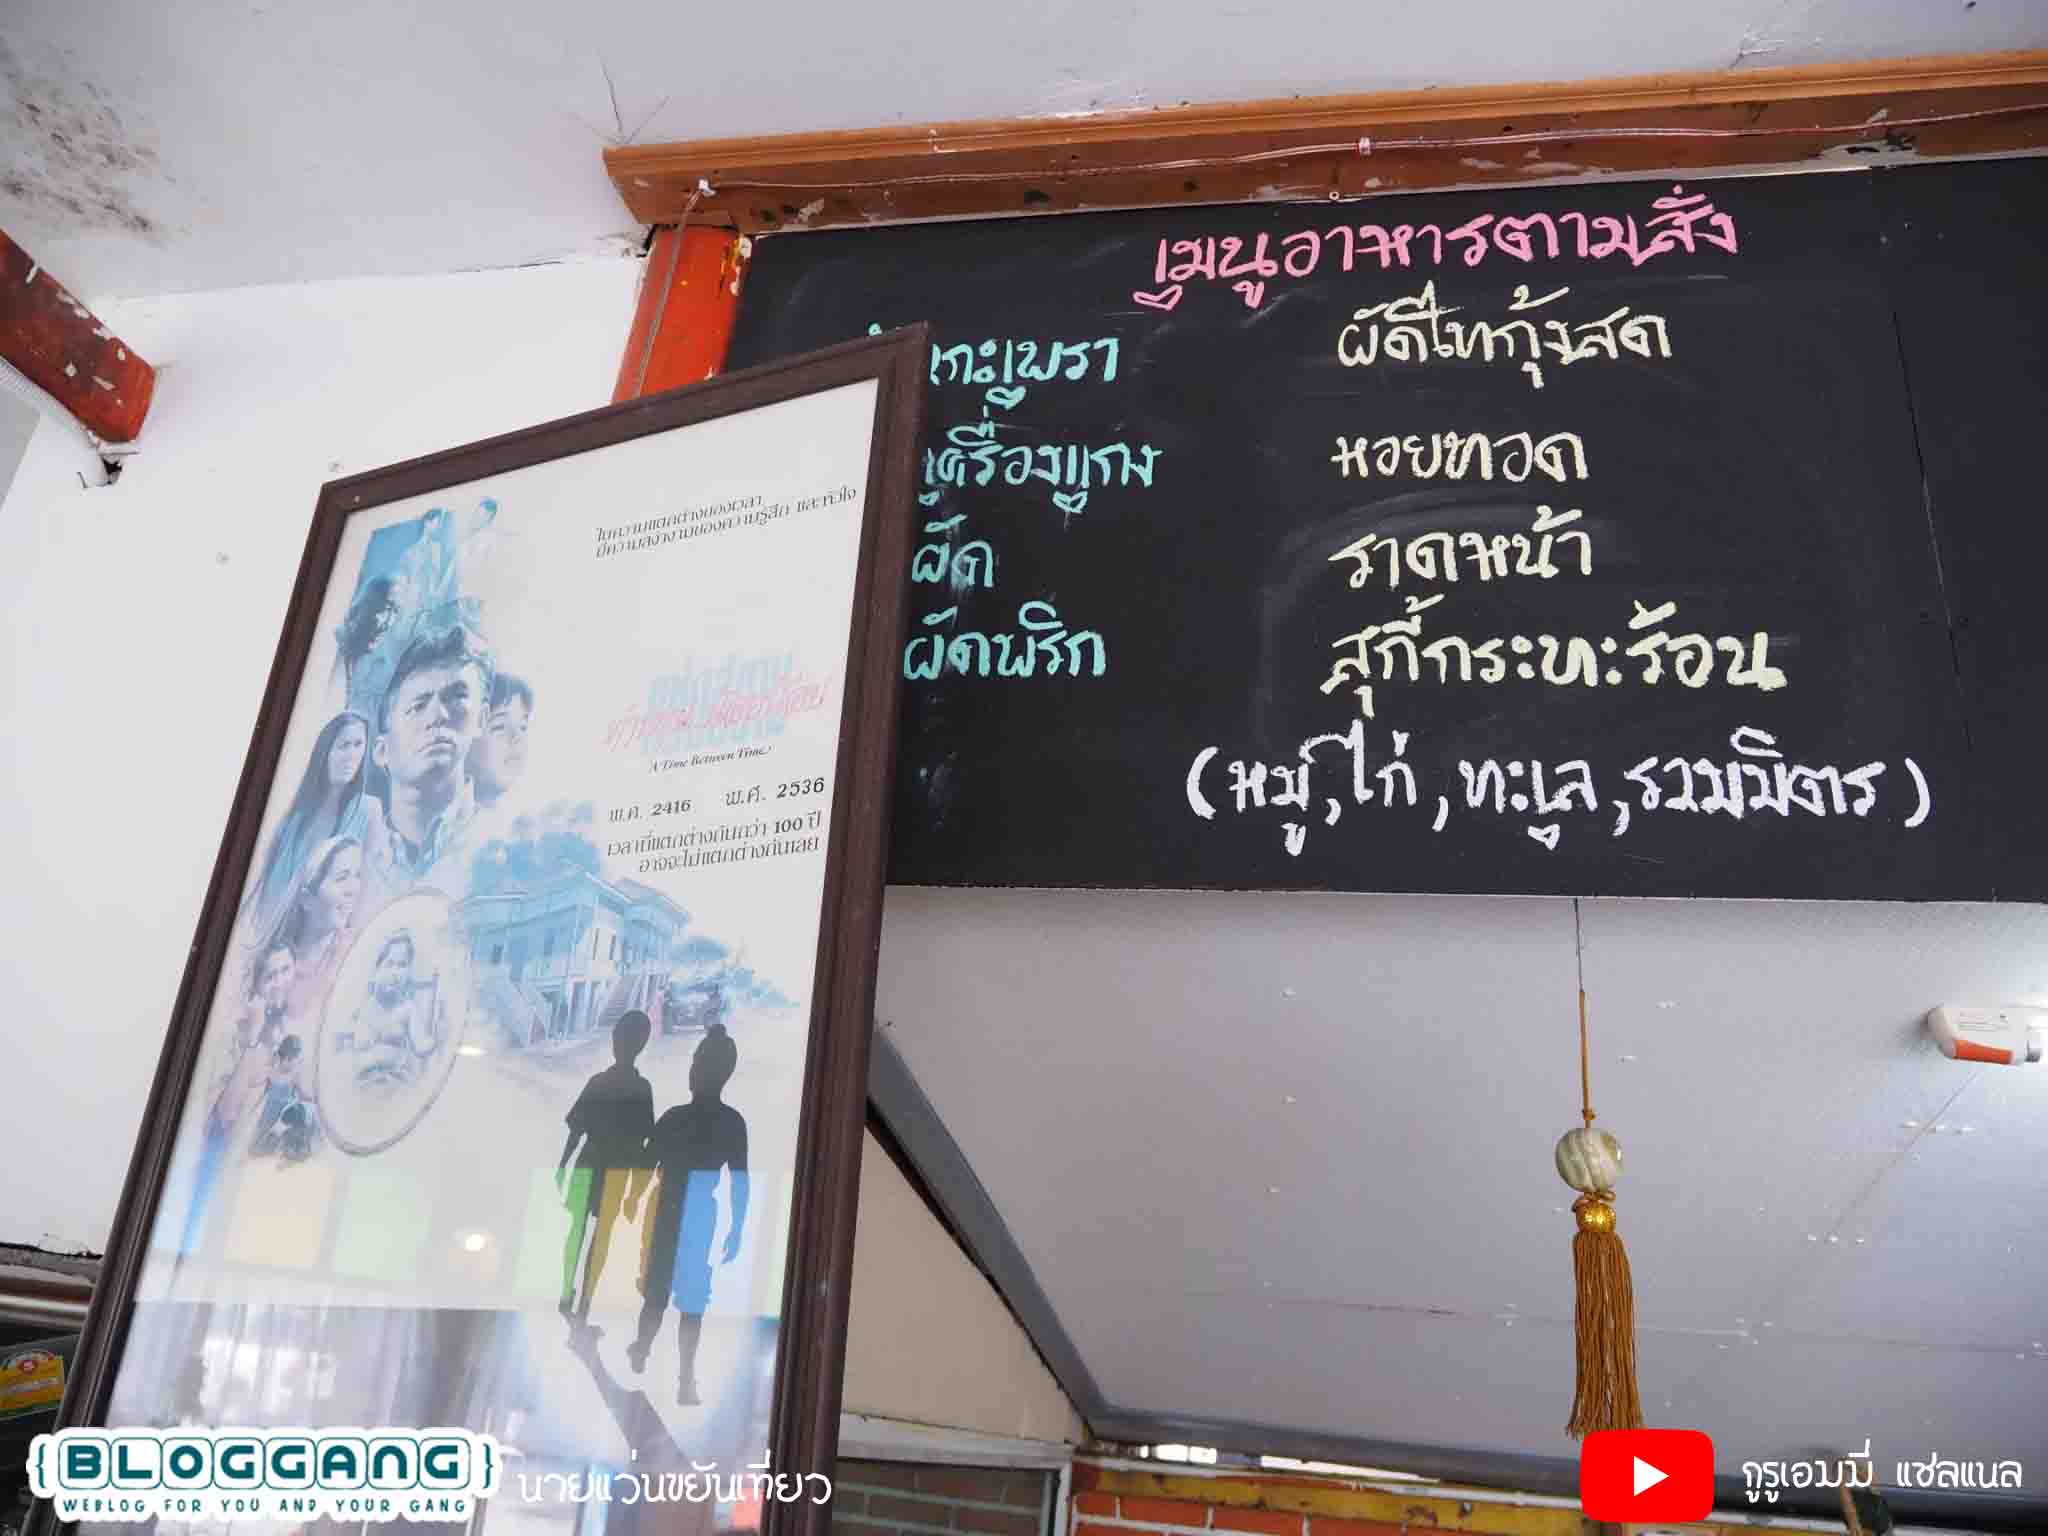 เมนูอาหารตามสั่ง
กะเพรา
เครื่องแกง
ผัด
ผัดพริก
ผัดไทกุ้งสด
หอยทอด
ราดหน้า
สุกี้กระทะร้อน
(หมู,ไก่,ทะเล,รวมมิตร)
ในความแตกต่างของเวลา
มีความสง่างามของความรู้สึก และหัวใจ
A Time Between Time
พ.ศ. 2416 พ.ศ. 2536
เวลาที่แตกต่างกันกว่า 100 ปี
อาจจะไม่แตกต่างกันเลย
{BLOGGANG}
WEBLOG FOR YOU AND YOUR GANG
นายแว่นขยันเที่ยว
กูรูเอมมี่ แชลแนล